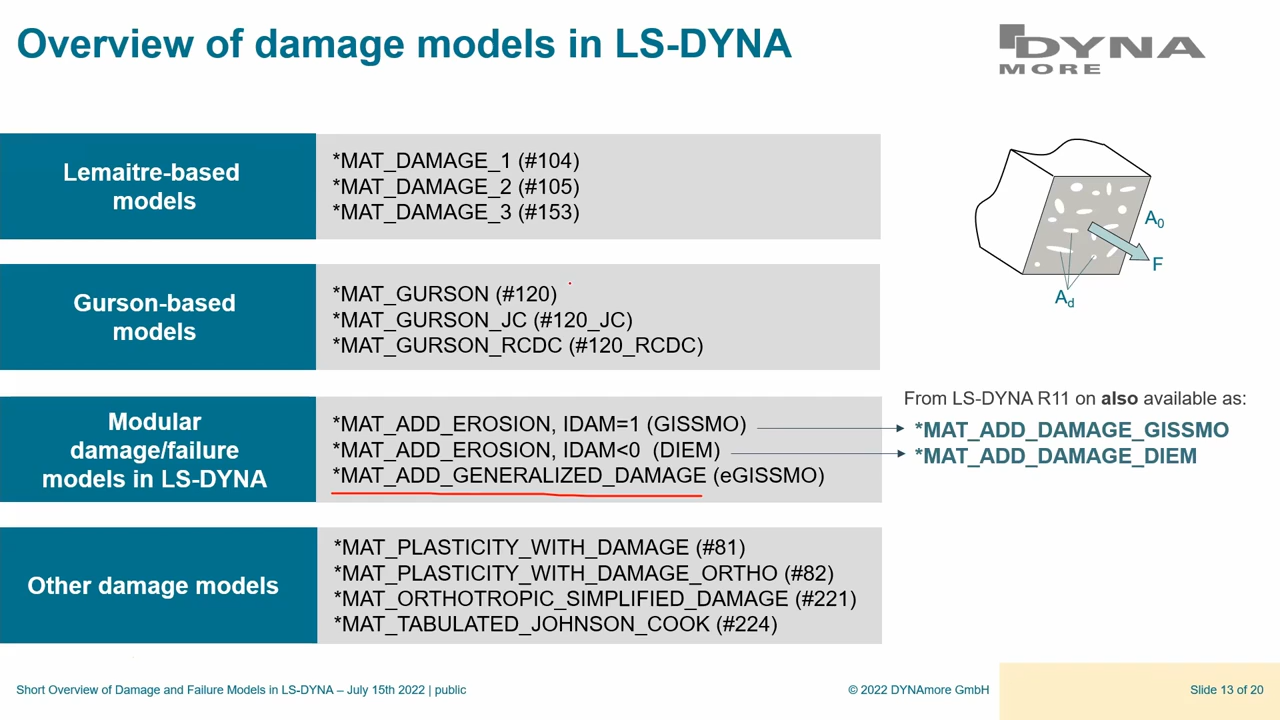 Overview of damage models in LS-DYNA
DYNA
MORE
Lemaitre-based
models
*MAT_DAMAGE_1 (#104)
*MAT_DAMAGE_2 (#105)
*MAT_DAMAGE_3 (#153)
A0
F
Ad
Gurson-based
models
*MAT_GURSON (#120)
*MAT_GURSON_JC (#120_JC)
*MAT_GURSON_RCDC (#120_RCDC)
Modular
damage/failure
models in LS-DYNA
*MAT_ADD_EROSION, IDAM=1 (GISSMO)
*MAT_ADD_EROSION, IDAM<0 (DIEM)
*MAT_ADD_GENERALIZED_DAMAGE (eGISSMO)
From LS-DYNA R11 on also available as:
*MAT_ADD_DAMAGE_GISSMO
*MAT_ADD_DAMAGE_DIEM
Other damage models
*MAT_PLASTICITY_WITH_DAMAGE (#81)
*MAT_PLASTICITY_WITH_DAMAGE_ORTHO (#82)
*MAT_ORTHOTROPIC_SIMPLIFIED_DAMAGE (#221)
*MAT_TABULATED_JOHNSON_COOK (#224)
Short Overview of Damage and Failure Models in LS-DYNA – July 15th 2022 | public
© 2022 DYNAmore GmbH
Slide 13 of 20